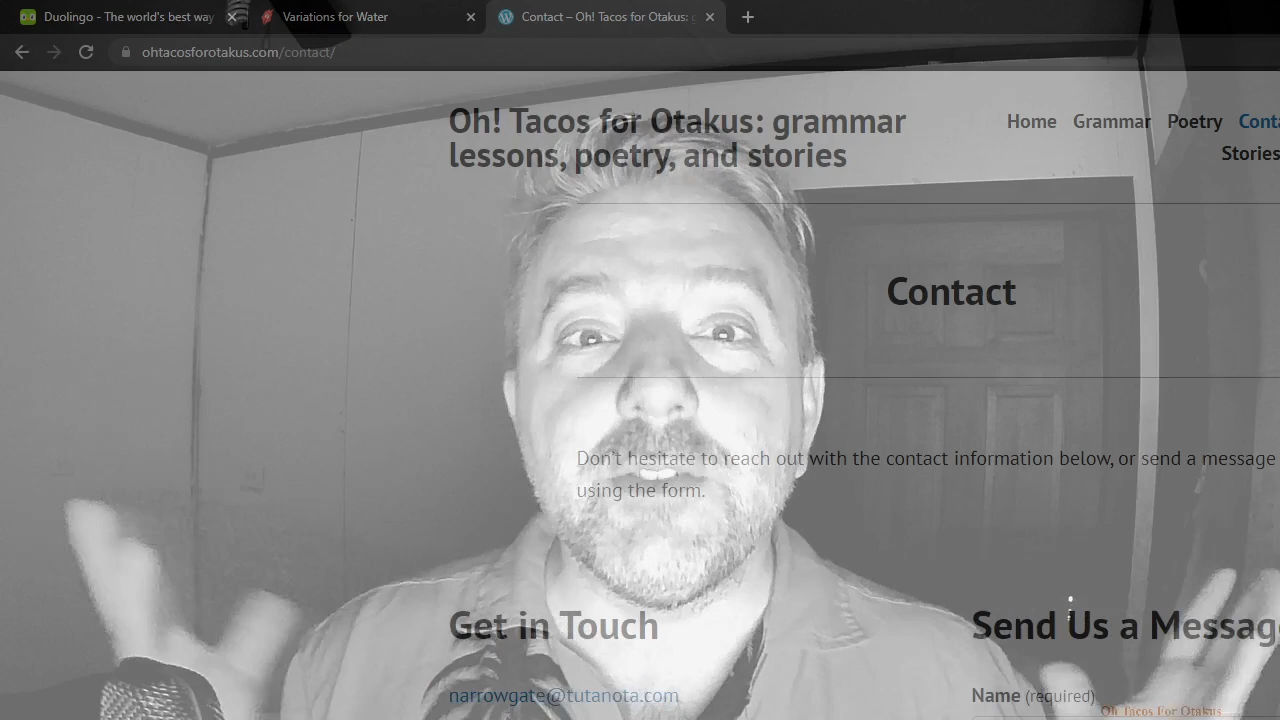 Duolingo - The world's best way
Variations for Water
Contact – Oh! Tacos for Otakus: g
ohtacosforotakus.com/contact/
Oh! Tacos for Otakus: grammar
lessons, poetry, and stories
Home Grammar Poetry Conta
Stories
Contact
Don't hesitate to reach out with the contact information below, or send a message
using the form.
Get in Touch
Send Us a Messag
narrowgate@tutanota.com
Name (required)
Oh Tacos For Otakus